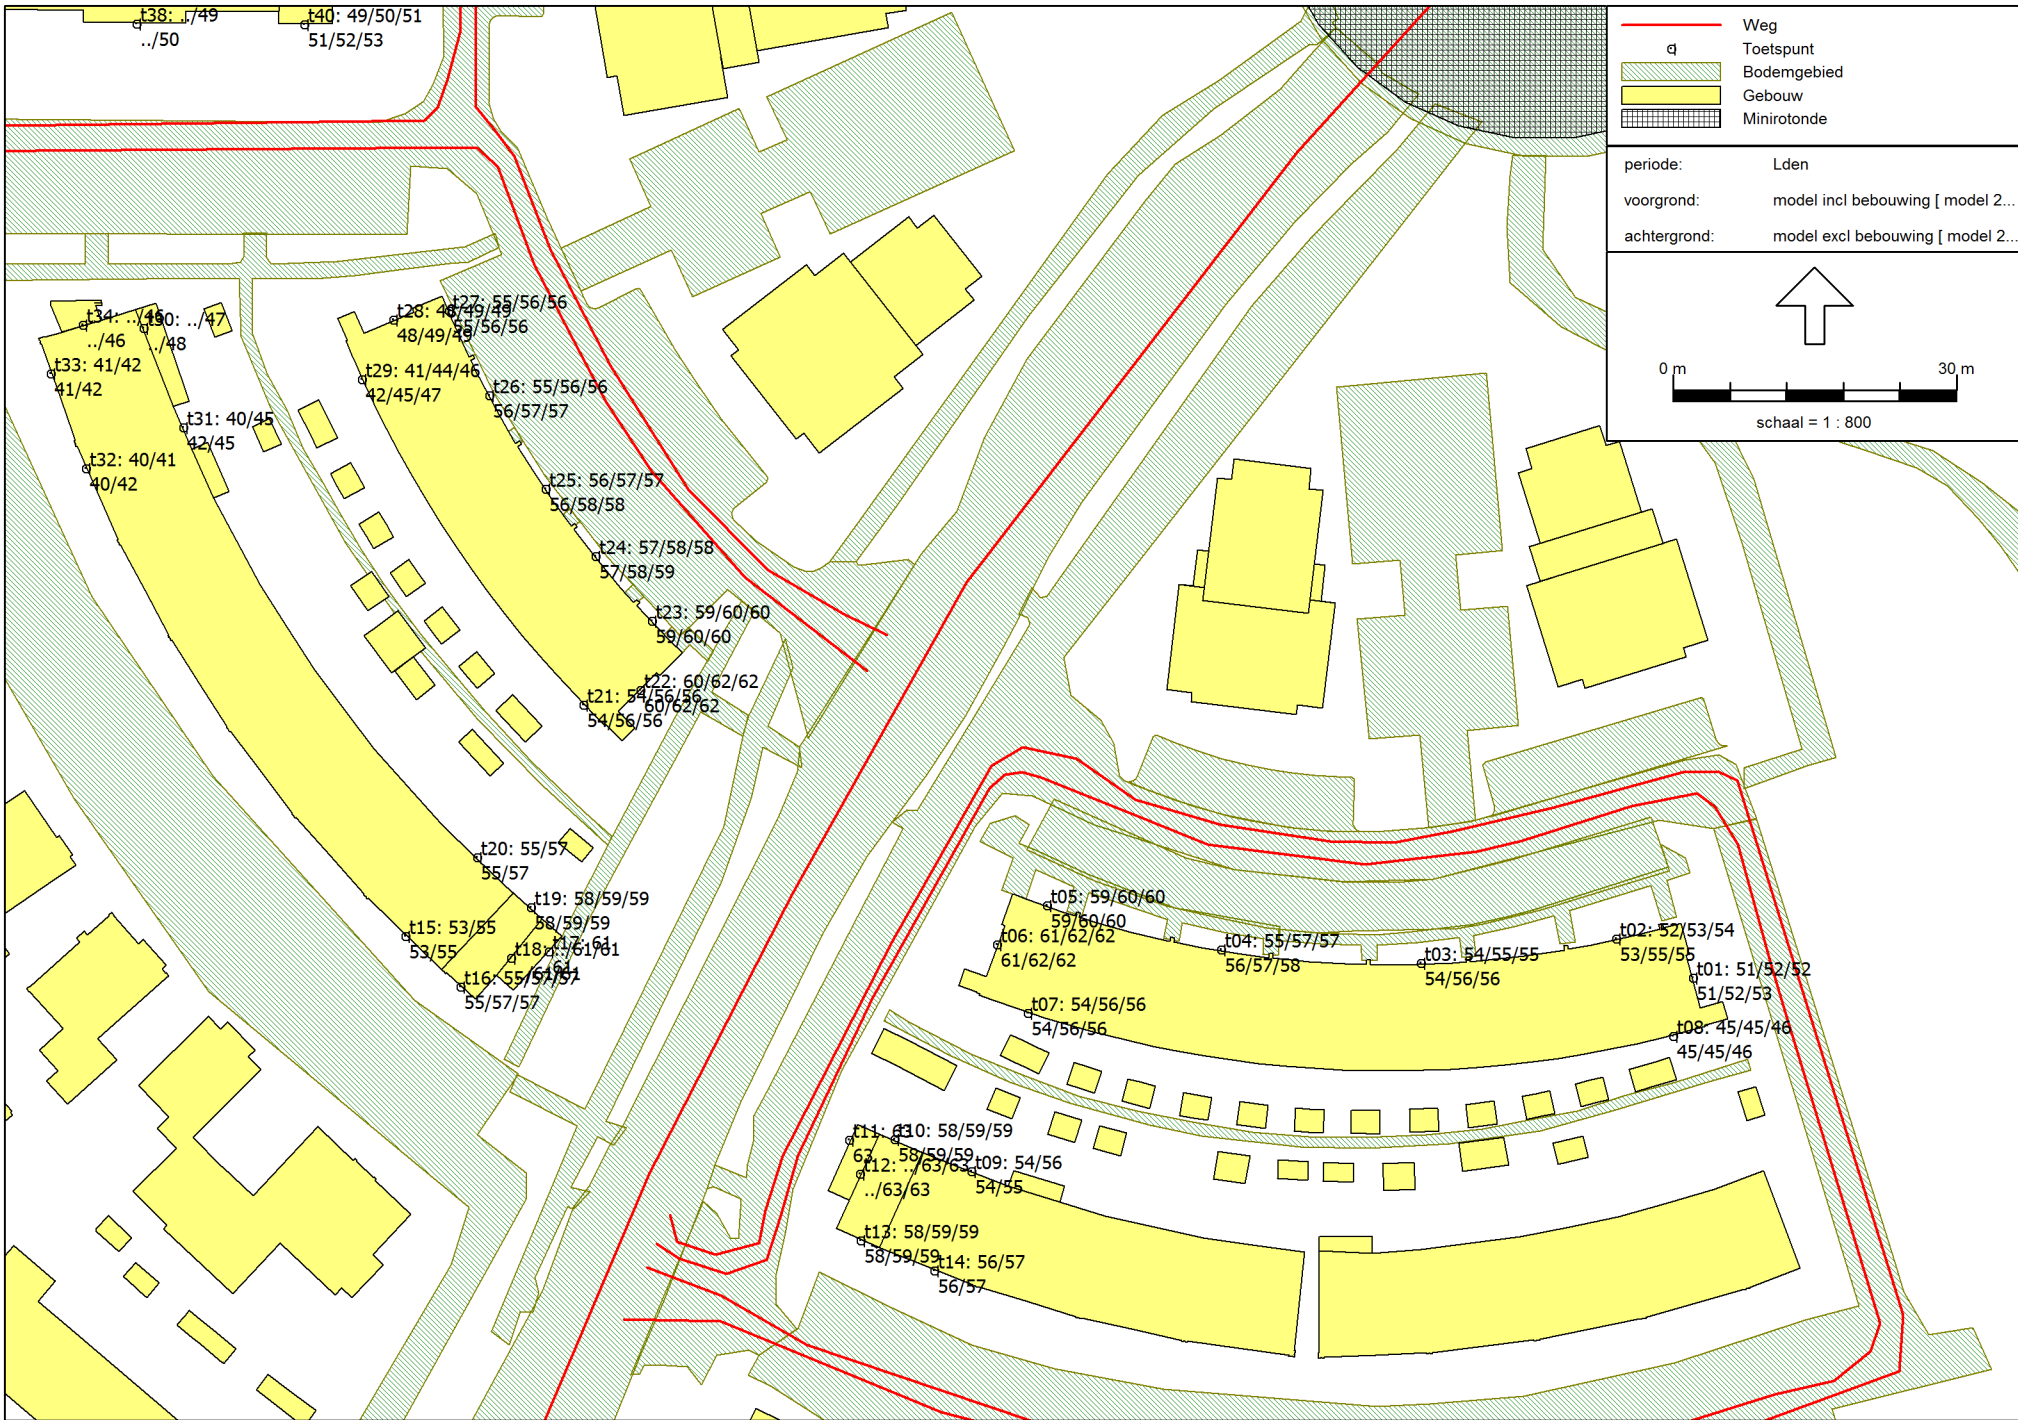 t38: ../49
../50
t40: 49/50/51
51/52/53
Weg
Toetspunt
Bodemgebied
Gebouw
Minirotonde
periode: Lden
voorgrond: model incl bebouwing [ model 2...
achtergrond: model excl bebouwing [ model 2...
0 m 30 m
schaal = 1 : 800
t34: ../46
../46
t30: ../47
../48
t33: 41/42
41/42
t31: 40/45
42/45
t32: 40/41
40/42
t27: 55/56/56
55/56/56
t28: 48/49/49
48/49/49
t29: 41/44/46
42/45/47
t26: 55/56/56
56/57/57
t25: 56/57/57
56/58/58
t24: 57/58/58
57/58/59
t23: 59/60/60
59/60/60
t22: 60/62/62
60/62/62
t21: 54/56/56
54/56/56
t20: 55/57
55/57
t19: 58/59/59
58/59/59
t15: 53/55
53/55
t17: 61
61
t18: ../61/61
../61/61
t16: 55/57/57
55/57/57
t05: 59/60/60
59/60/60
t06: 61/62/62
61/62/62
t04: 55/57/57
56/57/58
t03: 54/55/55
54/56/56
t02: 52/53/54
53/55/55
t01: 51/52/52
51/52/53
t07: 54/56/56
54/56/56
t08: 45/45/46
45/45/46
t11: 63
63
t10: 58/59/59
58/59/59
t12: ../63/63
../63/63
t09: 54/56
54/55
t13: 58/59/59
58/59/59
t14: 56/57
56/57